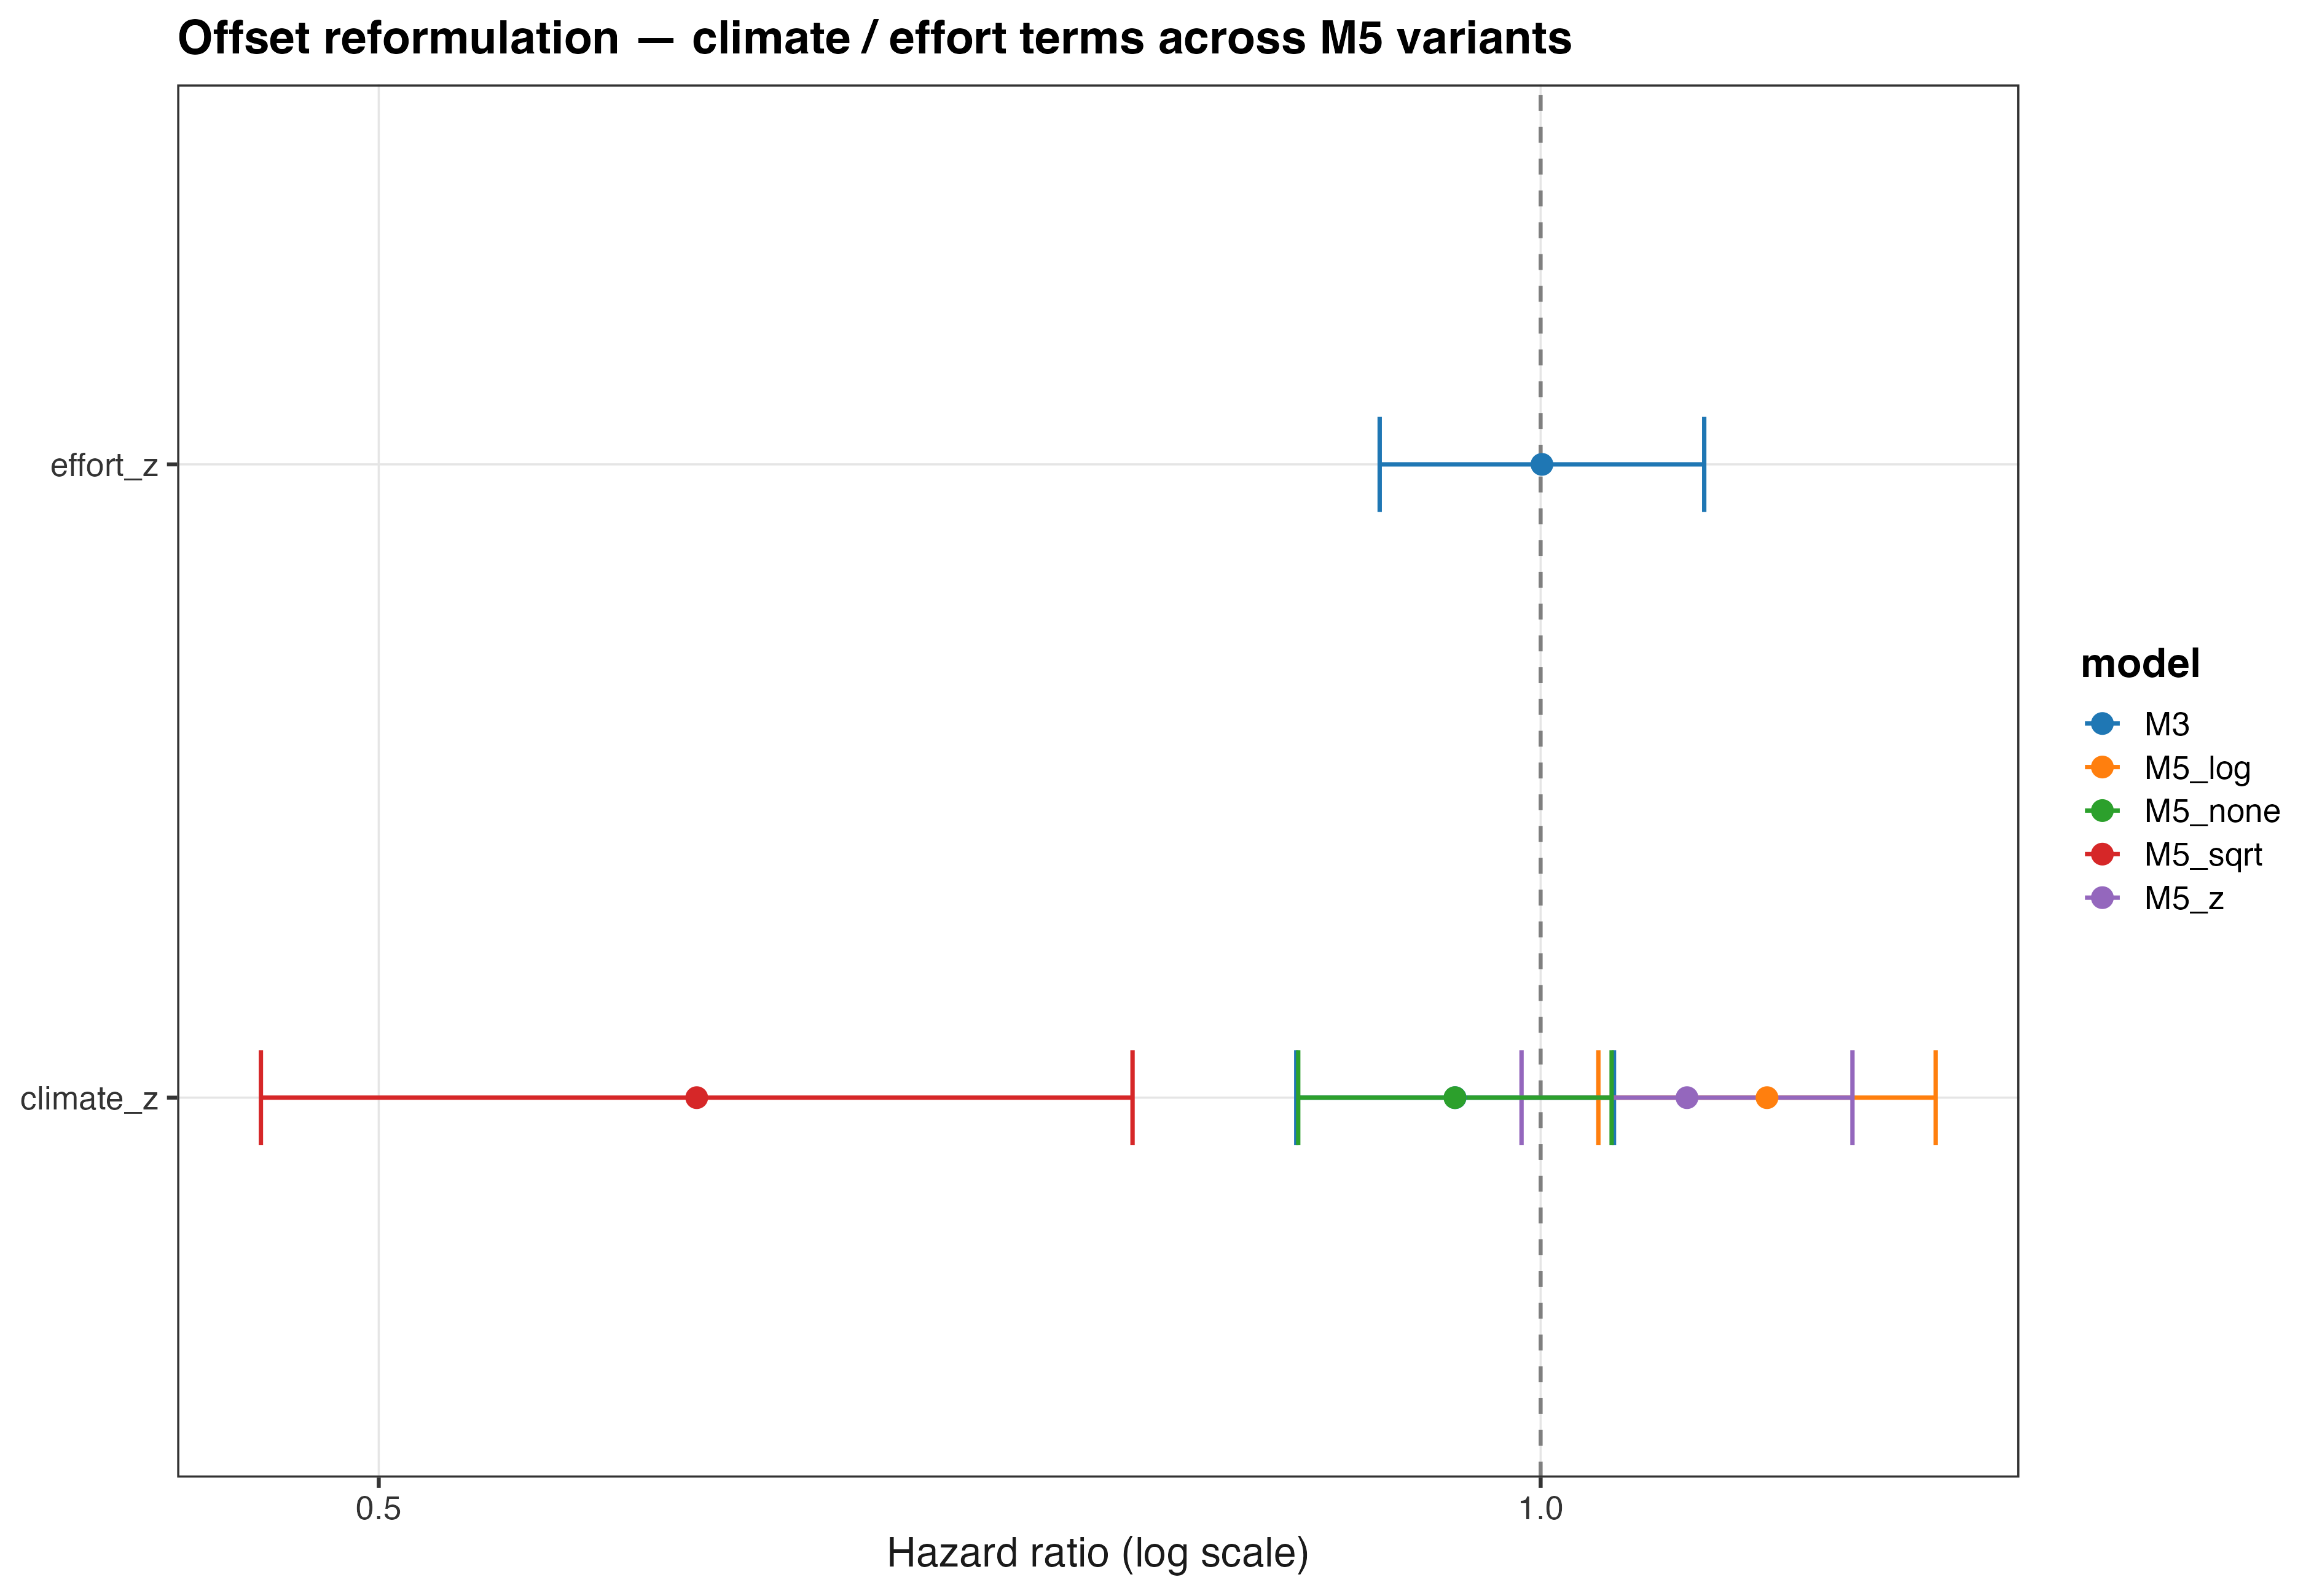 Offset reformulation — climate / effort terms across M5 variants
effort_z
climate_z
0.5
1.0
Hazard ratio (log scale)
model
M3
M5_log
M5_none
M5_sqrt
M5_z